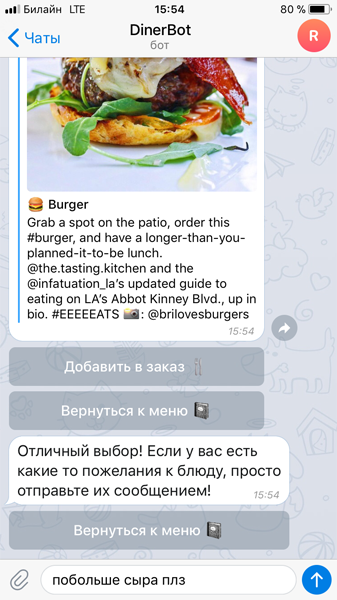 Билайн LTE 15:54 80 %
Чаты
DinerBot
бот
R
Burger
Grab a spot on the patio, order this
#burger, and have a longer-than-you-
planned-it-to-be lunch.
@the.tasting.kitchen and the
@infatuation_la’s updated guide to
eating on LA’s Abbot Kinney Blvd., up in
bio. #EEEEEATS 📷: @brilovesburgers
15:54
Добавить в заказ
Вернуться к меню
Отличный выбор! Если у вас есть
какие то пожелания к блюду, просто
отправьте их сообщением!
15:54
Вернуться к меню
побольше сыра плз